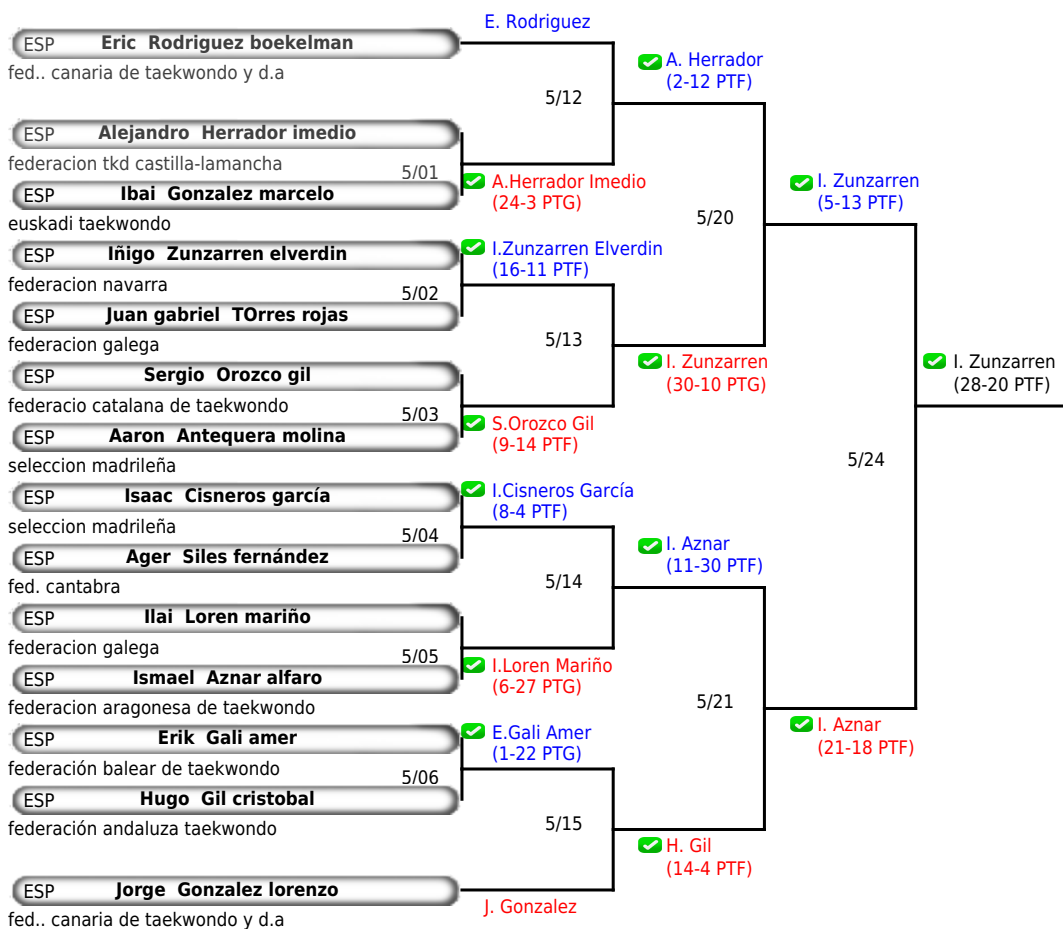 E. Rodriguez
ESP Eric Rodriguez boekelman
fed.. canaria de taekwondo y d.a
A. Herrador
(2-12 PTF)
5/12
ESP Alejandro Herrador imedio
federacion tkd castilla-lamancha
5/01
A.Herrador Imedio
(24-3 PTG)
ESP Ibai Gonzalez marcelo
euskadi taekwondo
I. Zunzarren
(5-13 PTF)
5/20
ESP Iñigo Zunzarren elverdin
federacion navarra
I.Zunzarren Elverdin
(16-11 PTF)
5/02
ESP Juan gabriel TOrres rojas
federacion galega
5/13
I. Zunzarren
(30-10 PTG)
I. Zunzarren
(28-20 PTF)
ESP Sergio Orozco gil
federacio catalana de taekwondo
5/03
S.Orozco Gil
(9-14 PTF)
ESP Aaron Antequera molina
seleccion madrileña
5/24
ESP Isaac Cisneros garcía
seleccion madrileña
I.Cisneros García
(8-4 PTF)
5/04
ESP Ager Siles fernández
fed. cantabra
I. Aznar
(11-30 PTF)
5/14
ESP Ilai Loren mariño
federacion galega
5/05
I.Loren Mariño
(6-27 PTG)
ESP Ismael Aznar alfaro
federacion aragonesa de taekwondo
5/21
I. Aznar
(21-18 PTF)
ESP Erik Gali amer
federación balear de taekwondo
E.Gali Amer
(1-22 PTG)
5/06
ESP Hugo Gil cristobal
federación andaluza taekwondo
5/15
H. Gil
(14-4 PTF)
ESP Jorge Gonzalez lorenzo
fed.. canaria de taekwondo y d.a
J. Gonzalez